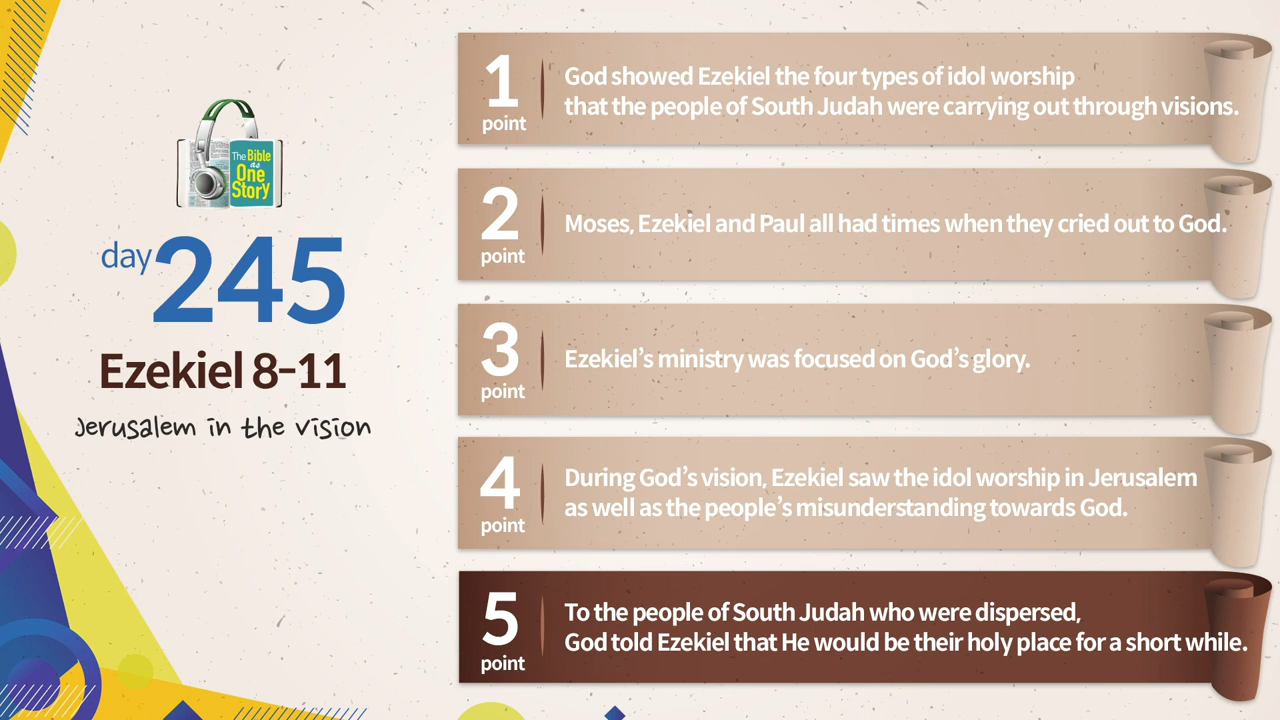 The Bible
as
One
Story
day 245
Ezekiel 8-11
Jerusalem in the vision
1
point
God showed Ezekiel the four types of idol worship
that the people of South Judah were carrying out through visions.
2
point
Moses, Ezekiel and Paul all had times when they cried out to God.
3
point
Ezekiel's ministry was focused on God's glory.
4
point
During God's vision, Ezekiel saw the idol worship in Jerusalem
as well as the people's misunderstanding towards God.
5
point
To the people of South Judah who were dispersed,
God told Ezekiel that He would be their holy place for a short while.